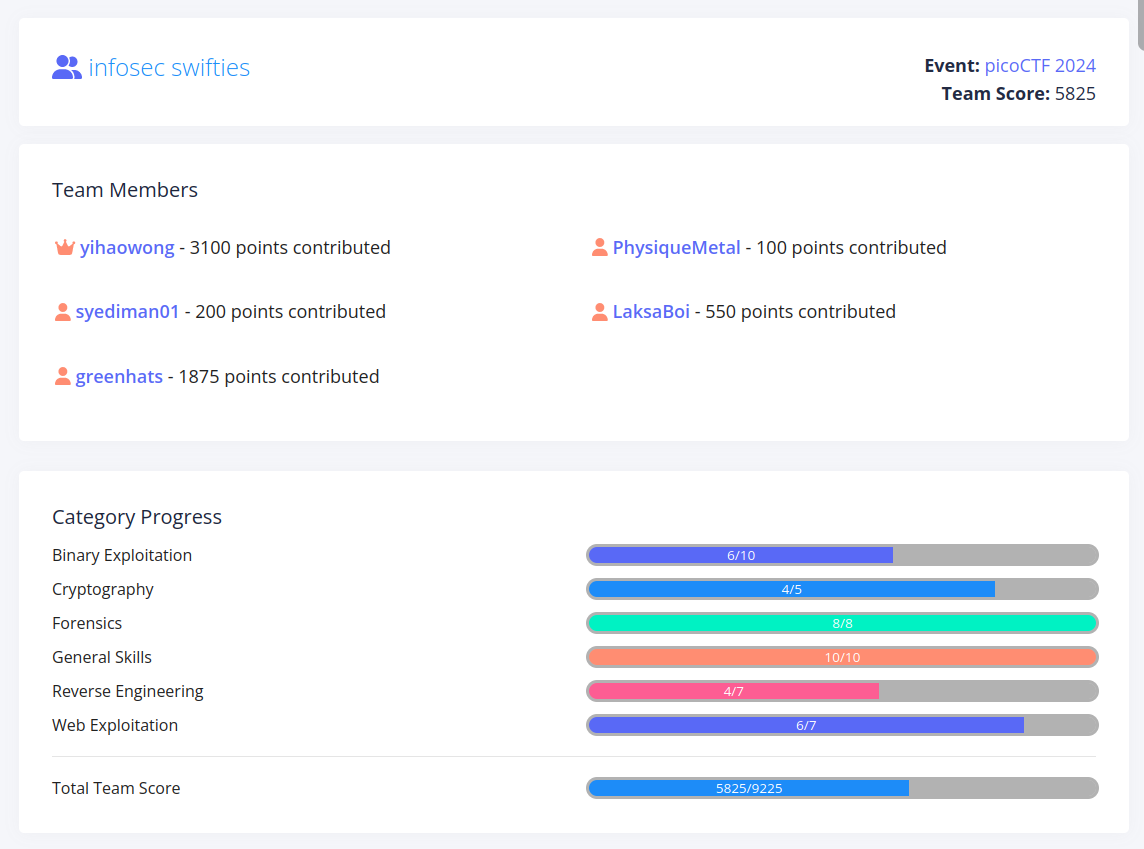 infosec swifties
Event: picoCTF 2024
Team Score: 5825
Team Members
yihaowong - 3100 points contributed
PhysiqueMetal - 100 points contributed
syediman01 - 200 points contributed
LaksaBoi - 550 points contributed
greenhats - 1875 points contributed
Category Progress
Binary Exploitation 6/10
Cryptography 4/5
Forensics 8/8
General Skills 10/10
Reverse Engineering 4/7
Web Exploitation 6/7
Total Team Score 5825/9225